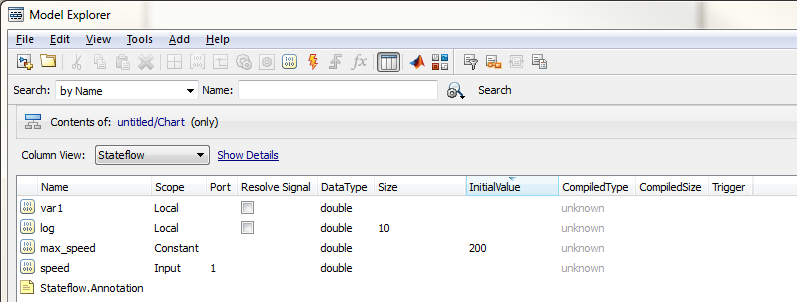 Model Explorer
File Edit View Tools Add Help
Search: by Name Name: Search
Contents of: untitled/Chart (only)
Column View: Stateflow Show Details
Name Scope Port Resolve Signal DataType Size InitialValue CompiledType CompiledSize Trigger
var1 Local double unknown
log Local double 10 unknown
max_speed Constant double 200 unknown
speed Input 1 double unknown
Stateflow.Annotation